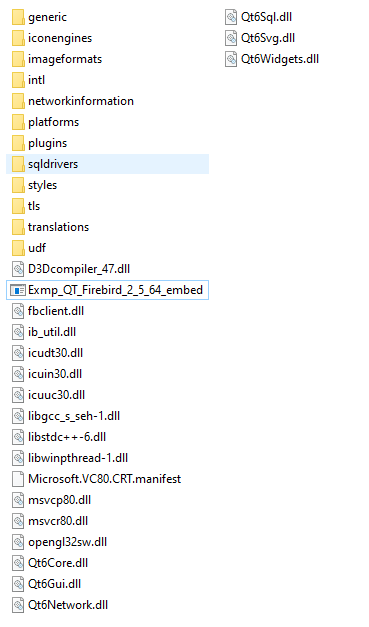 generic
iconengines
imageformats
intl
networkinformation
platforms
plugins
sqldrivers
styles
tls
translations
udf
D3Dcompiler_47.dll
Exmp_QT_Firebird_2_5_64_embed
fbclient.dll
ib_util.dll
icudt30.dll
icuin30.dll
icuuc30.dll
libgcc_s_seh-1.dll
libstdc++-6.dll
libwinpthread-1.dll
Microsoft.VC80.CRT.manifest
msvcp80.dll
msvcr80.dll
opengl32sw.dll
Qt6Core.dll
Qt6Gui.dll
Qt6Network.dll
Qt6Sql.dll
Qt6Svg.dll
Qt6Widgets.dll